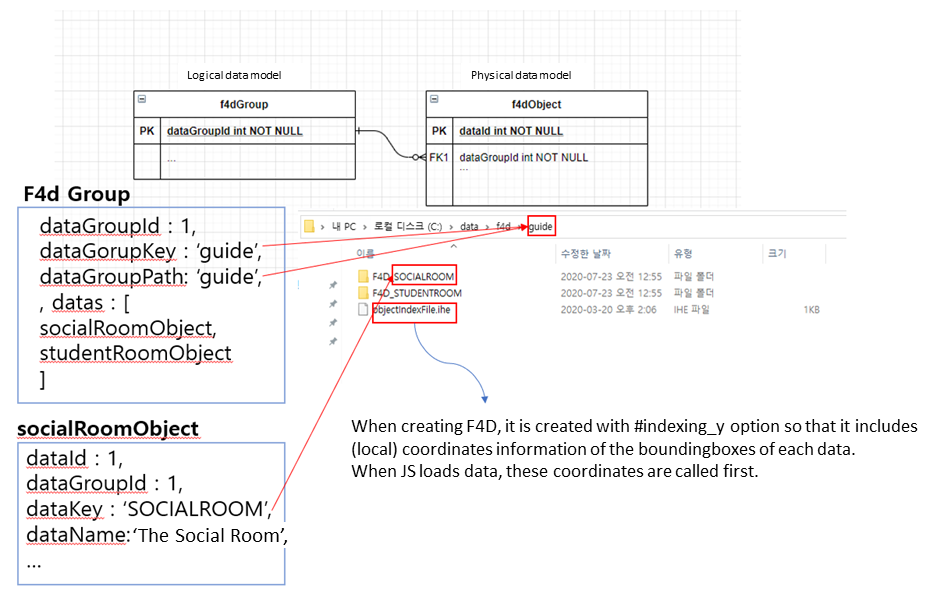 Logical data model
Physical data model
f4dGroup
PK dataGroupId int NOT NULL
...
f4dObject
PK dataId int NOT NULL
FK1 dataGroupId int NOT NULL
...
F4d Group
dataGroupId : 1,
dataGorupKey : ‘guide’,
dataGroupPath: ‘guide’,
, datas : [
socialRoomObject,
studentRoomObject
]
› 내 PC › 로컬 디스크 (C:) › data › f4d › guide
이름 수정한 날짜 유형 크기
F4D_SOCIALROOM 2020-07-23 오전 12:55 파일 폴더
F4D_STUDENTROOM 2020-07-23 오전 12:55 파일 폴더
objectIndexFile.ihe 2020-03-20 오후 2:06 IHE 파일 1KB
When creating F4D, it is created with #indexing_y option so that it includes
(local) coordinates information of the boundingboxes of each data.
When JS loads data, these coordinates are called first.
socialRoomObject
dataId : 1,
dataGroupId : 1,
dataKey : ‘SOCIALROOM’,
dataName:‘The Social Room’,
...